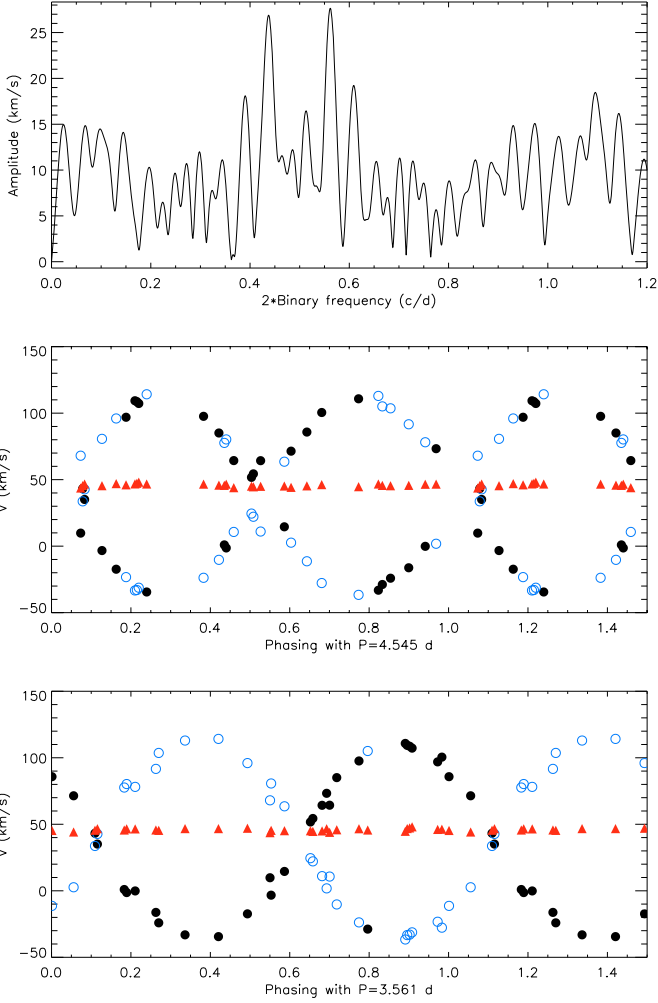 Amplitude (km/s)
25
20
15
10
5
0
0.0 0.2 0.4 0.6 0.8 1.0 1.2
2*Binary frequency (c/d)
V (km/s)
150
100
50
0
−50
0.0 0.2 0.4 0.6 0.8 1.0 1.2 1.4
Phasing with P=4.545 d
V (km/s)
150
100
50
0
−50
0.0 0.2 0.4 0.6 0.8 1.0 1.2 1.4
Phasing with P=3.561 d